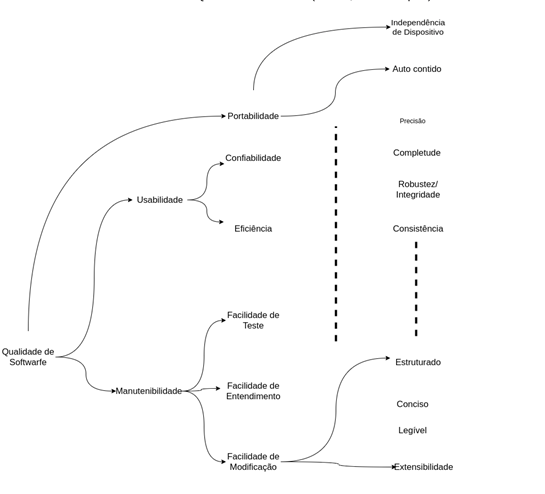 Independência
de Dispositivo
Auto contido
Portabilidade
Precisão
Confiabilidade
Completude
Usabilidade
Robustez/
Integridade
Eficiência
Consistência
Facilidade de
Teste
Qualidade de
Softwarfe
Estruturado
Manutenibilidade
Facilidade de
Entendimento
Conciso
Legível
Facilidade de
Modificação
Extensibilidade